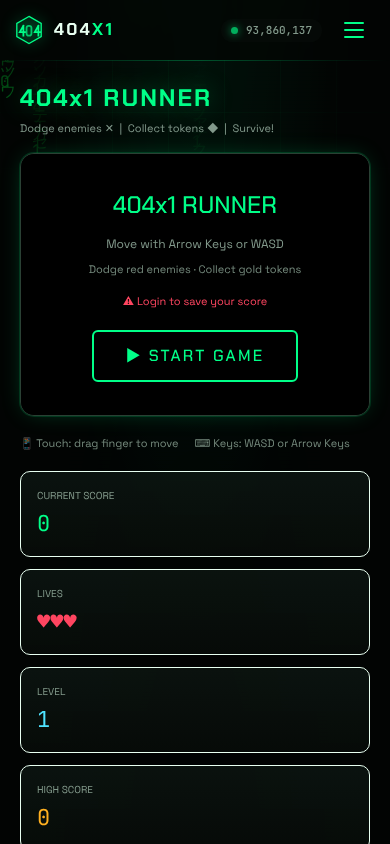 404
404X1
93,860,137
404x1 RUNNER
Dodge enemies ✕ | Collect tokens ◆ | Survive!
404x1 RUNNER
Move with Arrow Keys or WASD
Dodge red enemies · Collect gold tokens
⚠ Login to save your score
▶ START GAME
📱 Touch: drag finger to move ⌨ Keys: WASD or Arrow Keys
CURRENT SCORE
0
LIVES
♥♥♥
LEVEL
1
HIGH SCORE
0